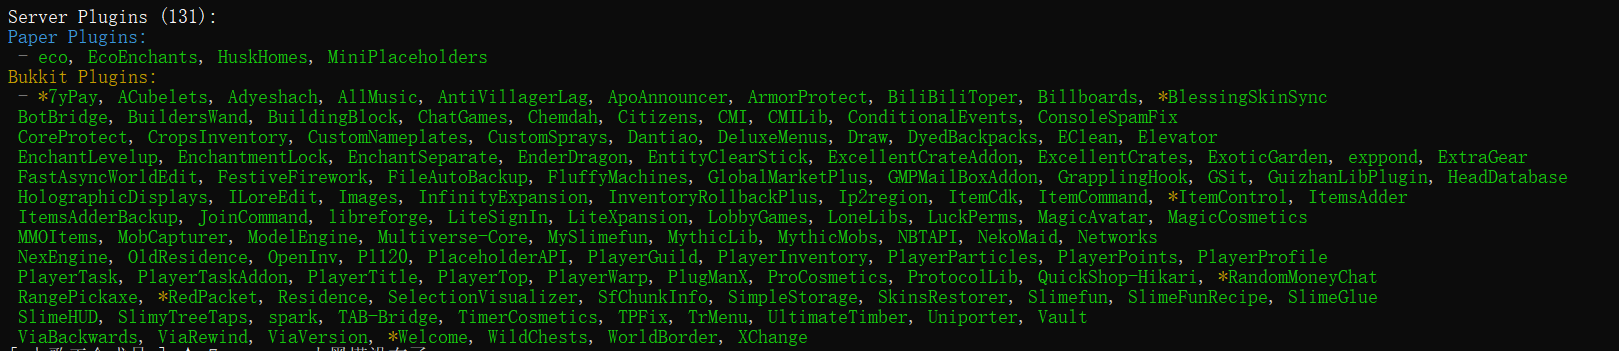 Server Plugins (131):
Paper Plugins:
- eco, EcoEnchants, HuskHomes, MiniPlaceholders
Bukkit Plugins:
- *7yPay, ACubelets, Adyeshach, AllMusic, AntiVillagerLag, ApoAnnouncer, ArmorProtect, BiliBiliToper, Billboards, *BlessingSkinSync
BotBridge, BuildersWand, BuildingBlock, ChatGames, Chemdah, Citizens, CMI, CMILib, ConditionalEvents, ConsoleSpamFix
CoreProtect, CropsInventory, CustomNameplates, CustomSprays, Dantiao, DeluxeMenus, Draw, DyedBackpacks, EClean, Elevator
EnchantLevelup, EnchantmentLock, EnchantSeparate, EnderDragon, EntityClearStick, ExcellentCrateAddon, ExcellentCrates, ExoticGarden, exppond, ExtraGear
FastAsyncWorldEdit, FestiveFirework, FileAutoBackup, FluffyMachines, GlobalMarketPlus, GMPMailBoxAddon, GrapplingHook, GSit, GuizhanLibPlugin, HeadDatabase
HolographicDisplays, ILoreEdit, Images, InfinityExpansion, InventoryRollbackPlus, Ip2region, ItemCdk, ItemCommand, *ItemControl, ItemsAdder
ItemsAdderBackup, JoinCommand, libreforge, LiteSignIn, LiteXpansion, LobbyGames, LoneLibs, LuckPerms, MagicAvatar, MagicCosmetics
MMOItems, MobCapturer, ModelEngine, Multiverse-Core, MySlimefun, MythicLib, MythicMobs, NBTAPI, NekoMaid, Networks
NexEngine, OldResidence, OpenInv, Pl120, PlaceholderAPI, PlayerGuild, PlayerInventory, PlayerParticles, PlayerPoints, PlayerProfile
PlayerTask, PlayerTaskAddon, PlayerTitle, PlayerTop, PlayerWarp, PlugManX, ProCosmetics, ProtocolLib, QuickShop-Hikari, *RandomMoneyChat
RangePickaxe, *RedPacket, Residence, SelectionVisualizer, SfChunkInfo, SimpleStorage, SkinsRestorer, Slimefun, SlimeFunRecipe, SlimeGlue
SlimeHUD, SlimyTreeTaps, spark, TAB-Bridge, TimerCosmetics, TPFix, TrMenu, UltimateTimber, Uniporter, Vault
ViaBackwards, ViaRewind, ViaVersion, *Welcome, WildChests, WorldBorder, XChange